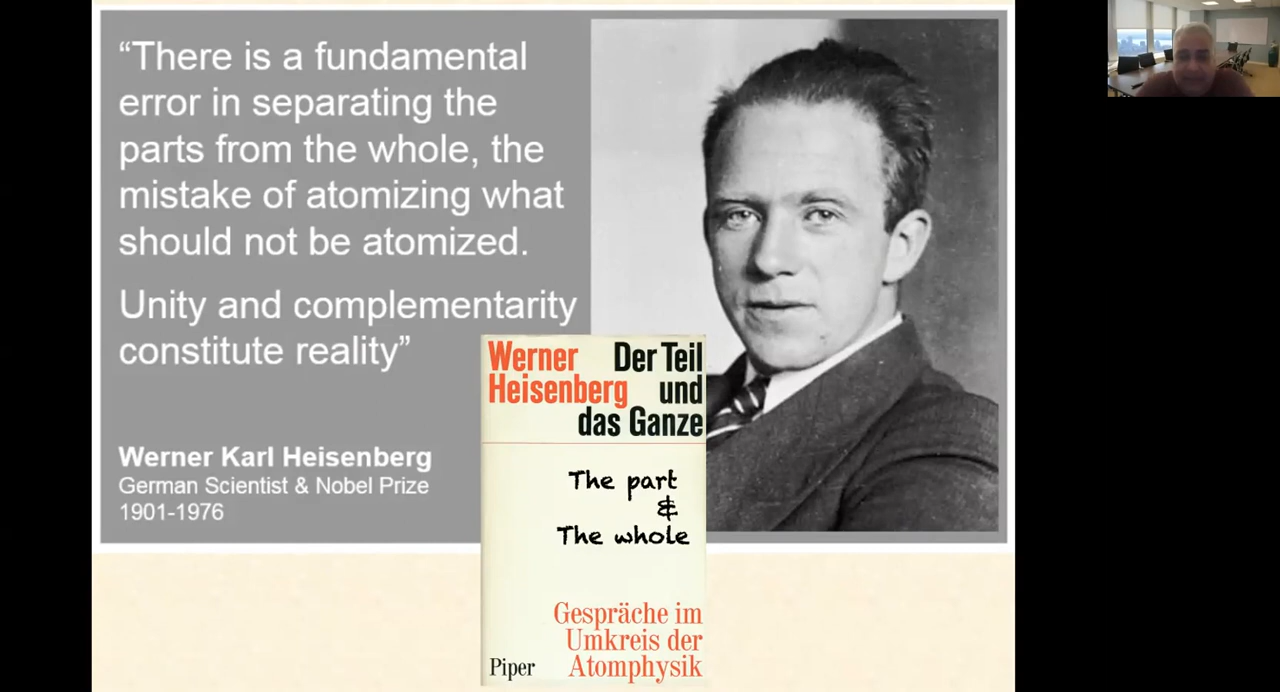 “There is a fundamental
error in separating the
parts from the whole, the
mistake of atomizing what
should not be atomized.
Unity and complementarity
constitute reality”
Werner Karl Heisenberg
German Scientist & Nobel Prize
1901-1976
Werner Heisenberg
Der Teil und das Ganze
The part
&
The whole
Gespräche im
Umkreis der
Atomphysik
Piper